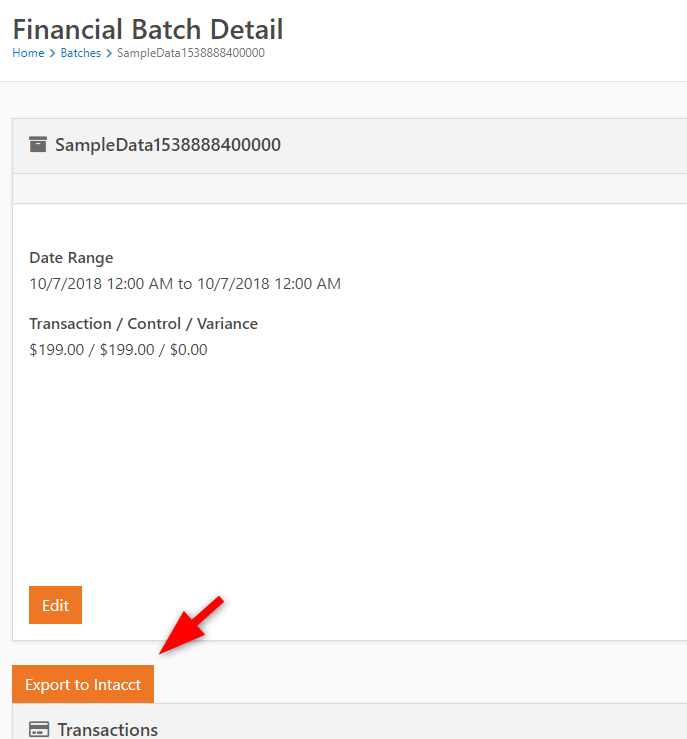 Financial Batch Detail
Home > Batches > SampleData1538888400000
SampleData1538888400000
Date Range
10/7/2018 12:00 AM to 10/7/2018 12:00 AM
Transaction / Control / Variance
$199.00 / $199.00 / $0.00
Edit
Export to Intacct
Transactions